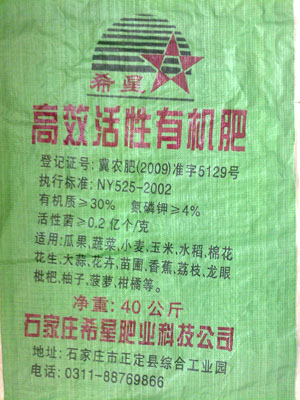 希星
高效活性有机肥
登记证号: 冀农肥(2009)准字5129号
执行标准: NY525-2002
有机质≥30% 氮磷钾≥4%
活性菌≥0.2亿个/克
适用:瓜果,蔬菜,小麦,玉米,水稻,棉花
花生,大蒜,花卉,苗圃,香蕉,荔枝,龙眼
枇杷,柚子,菠萝,柑橘等。
净重: 40公斤
石家庄希星肥业科技公司
地址: 石家庄市正定县综合工业园
电话: 0311-88769866